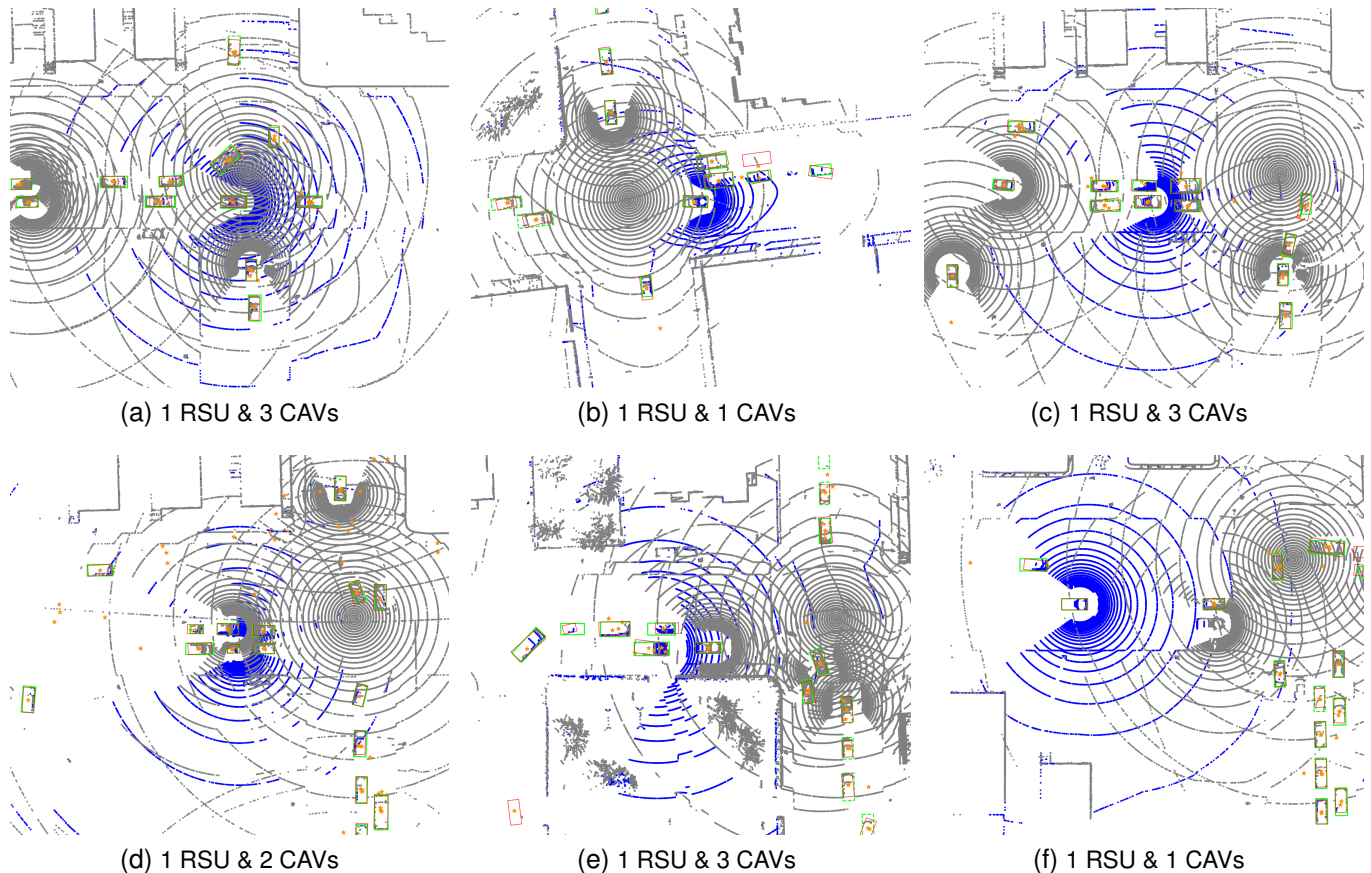 (a) 1 RSU & 3 CAVs
(b) 1 RSU & 1 CAVs
(c) 1 RSU & 3 CAVs
(d) 1 RSU & 2 CAVs
(e) 1 RSU & 3 CAVs
(f) 1 RSU & 1 CAVs